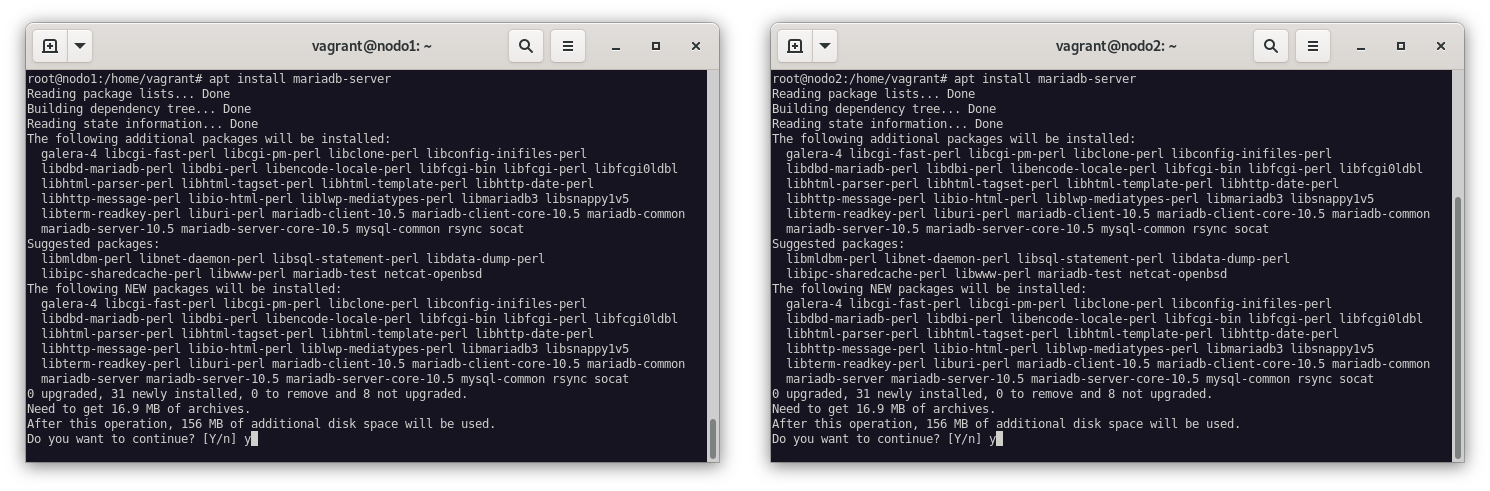 vagrant@nodo1: ~
root@nodo1:/home/vagrant# apt install mariadb-server
Reading package lists... Done
Building dependency tree... Done
Reading state information... Done
The following additional packages will be installed:
  galera-4 libcgi-fast-perl libcgi-pm-perl libclone-perl libconfig-inifiles-perl
  libdbd-mariadb-perl libdbi-perl libencode-locale-perl libfcgi-bin libfcgi-perl libfcgi0ldbl
  libhtml-parser-perl libhtml-tagset-perl libhtml-template-perl libhttp-date-perl
  libhttp-message-perl libio-html-perl liblwp-mediatypes-perl libmariadb3 libsnappy1v5
  libterm-readkey-perl liburi-perl mariadb-client-10.5 mariadb-client-core-10.5 mariadb-common
  mariadb-server-10.5 mariadb-server-core-10.5 mysql-common rsync socat
Suggested packages:
  libmldbm-perl libnet-daemon-perl libsql-statement-perl libdata-dump-perl
  libipc-sharedcache-perl libwww-perl mariadb-test netcat-openbsd
The following NEW packages will be installed:
  galera-4 libcgi-fast-perl libcgi-pm-perl libclone-perl libconfig-inifiles-perl
  libdbd-mariadb-perl libdbi-perl libencode-locale-perl libfcgi-bin libfcgi-perl libfcgi0ldbl
  libhtml-parser-perl libhtml-tagset-perl libhtml-template-perl libhttp-date-perl
  libhttp-message-perl libio-html-perl liblwp-mediatypes-perl libmariadb3 libsnappy1v5
  libterm-readkey-perl liburi-perl mariadb-client-10.5 mariadb-client-core-10.5 mariadb-common
  mariadb-server mariadb-server-10.5 mariadb-server-core-10.5 mysql-common rsync socat
0 upgraded, 31 newly installed, 0 to remove and 8 not upgraded.
Need to get 16.9 MB of archives.
After this operation, 156 MB of additional disk space will be used.
Do you want to continue? [Y/n] y
vagrant@nodo2: ~
root@nodo2:/home/vagrant# apt install mariadb-server
Reading package lists... Done
Building dependency tree... Done
Reading state information... Done
The following additional packages will be installed:
  galera-4 libcgi-fast-perl libcgi-pm-perl libclone-perl libconfig-inifiles-perl
  libdbd-mariadb-perl libdbi-perl libencode-locale-perl libfcgi-bin libfcgi-perl libfcgi0ldbl
  libhtml-parser-perl libhtml-tagset-perl libhtml-template-perl libhttp-date-perl
  libhttp-message-perl libio-html-perl liblwp-mediatypes-perl libmariadb3 libsnappy1v5
  libterm-readkey-perl liburi-perl mariadb-client-10.5 mariadb-client-core-10.5 mariadb-common
  mariadb-server-10.5 mariadb-server-core-10.5 mysql-common rsync socat
Suggested packages:
  libmldbm-perl libnet-daemon-perl libsql-statement-perl libdata-dump-perl
  libipc-sharedcache-perl libwww-perl mariadb-test netcat-openbsd
The following NEW packages will be installed:
  galera-4 libcgi-fast-perl libcgi-pm-perl libclone-perl libconfig-inifiles-perl
  libdbd-mariadb-perl libdbi-perl libencode-locale-perl libfcgi-bin libfcgi-perl libfcgi0ldbl
  libhtml-parser-perl libhtml-tagset-perl libhtml-template-perl libhttp-date-perl
  libhttp-message-perl libio-html-perl liblwp-mediatypes-perl libmariadb3 libsnappy1v5
  libterm-readkey-perl liburi-perl mariadb-client-10.5 mariadb-client-core-10.5 mariadb-common
  mariadb-server mariadb-server-10.5 mariadb-server-core-10.5 mysql-common rsync socat
0 upgraded, 31 newly installed, 0 to remove and 8 not upgraded.
Need to get 16.9 MB of archives.
After this operation, 156 MB of additional disk space will be used.
Do you want to continue? [Y/n] y